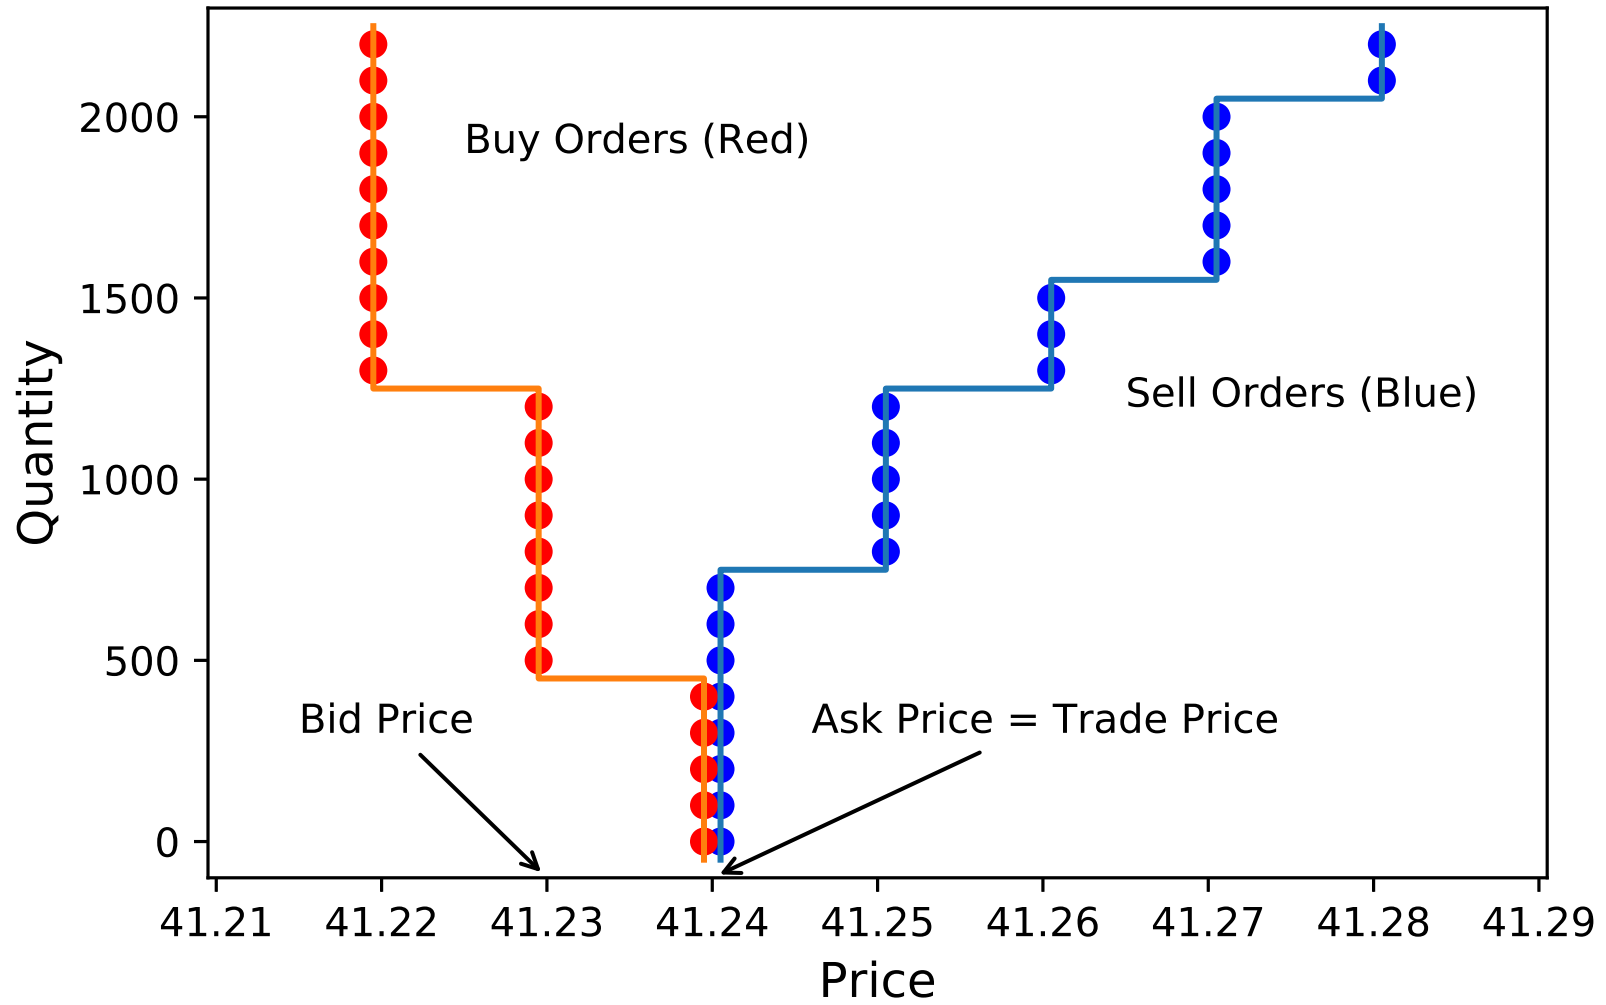 2000
1500
1000
500
0
Quantity
Buy Orders (Red)
Sell Orders (Blue)
Bid Price
Ask Price = Trade Price
41.21 41.22 41.23 41.24 41.25 41.26 41.27 41.28 41.29
Price